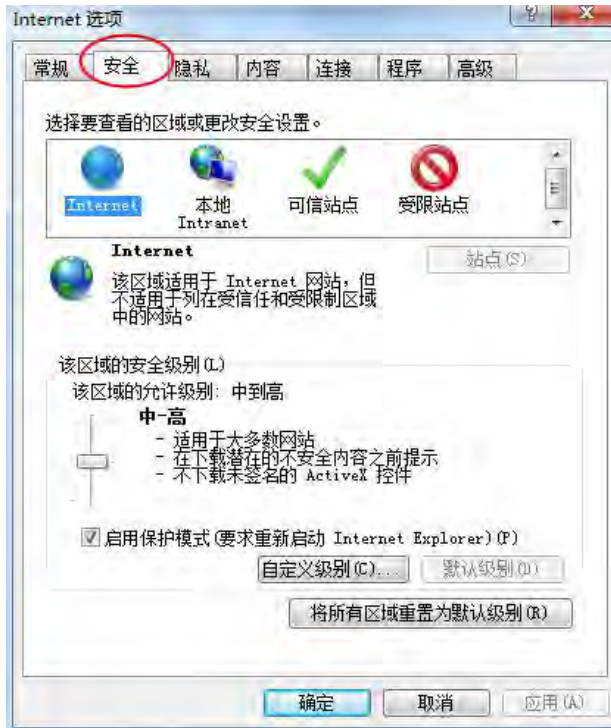 Internet 选项
常规 安全 隐私 内容 连接 程序 高级
选择要查看的区域或更改安全设置。
Internet 本地 可信站点 受限站点
Intranet
Internet 站点(S)
该区域适用于 Internet 网站，但
不适用于列在受信任和受限制区域
中的网站。
该区域的安全级别(L)
该区域的允许级别: 中到高
中-高
- 适用于大多数网站
- 在下载潜在的不安全内容之前提示
- 不下载未签名的 ActiveX 控件
启用保护模式(要求重新启动 Internet Explorer)(P)
自定义级别(C)... 默认级别(D)
将所有区域重置为默认级别(R)
确定 取消 应用(A)